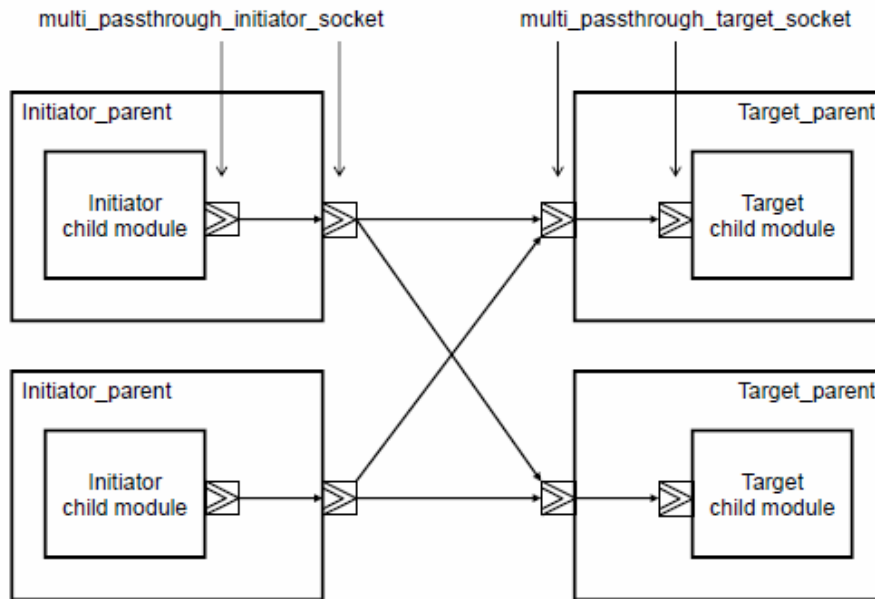 multi_passthrough_initiator_socket
multi_passthrough_target_socket
Initiator_parent
Target_parent
Initiator
child module
Target
child module
Initiator_parent
Target_parent
Initiator
child module
Target
child module